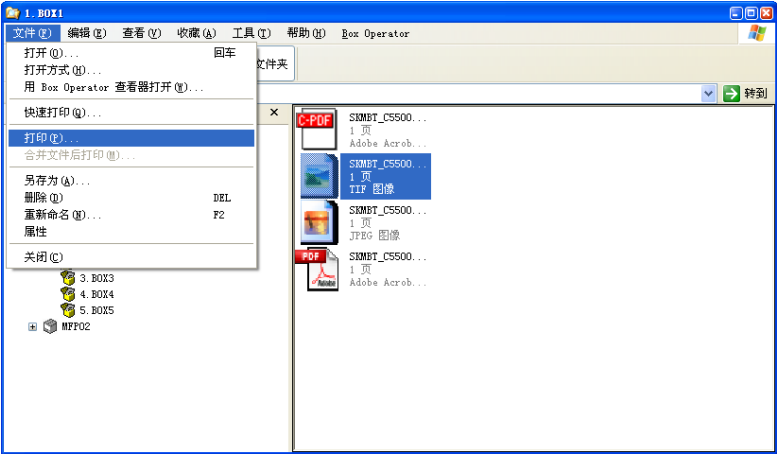 1. BOX1
文件(F) 编辑(E) 查看(V) 收藏(A) 工具(T) 帮助(H) Box Operator
打开(O)... 回车
打开方式(H)...
用 Box Operator 查看器打开(W)...
快速打印(Q)...
打印(P)...
合并文件后打印(M)...
另存为(A)...
删除(D) DEL
重新命名(N)... F2
属性
关闭(C)
文件夹
转到
3. BOX3
4. BOX4
5. BOX5
MFP02
C-PDF
SKMBT_C5500...
1 页
Adobe Acrob...
SKMBT_C5500...
1 页
TIF 图像
SKMBT_C5500...
1 页
JPEG 图像
PDF
Adobe
SKMBT_C5500...
1 页
Adobe Acrob...